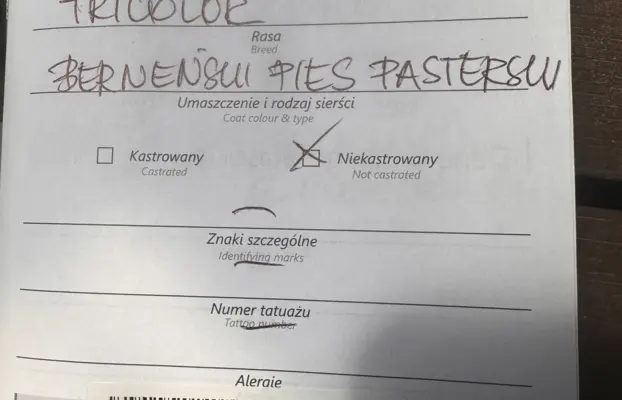 TRICOLOR
Rasa
Breed
BERNEŃSKI PIES PASTERSKI
Umaszczenie i rodzaj sierści
Coat colour & type
Kastrowany
Castrated
Niekastrowany
Not castrated
Znaki szczególne
Identifying marks
Numer tatuażu
Tattoo number
Alergie